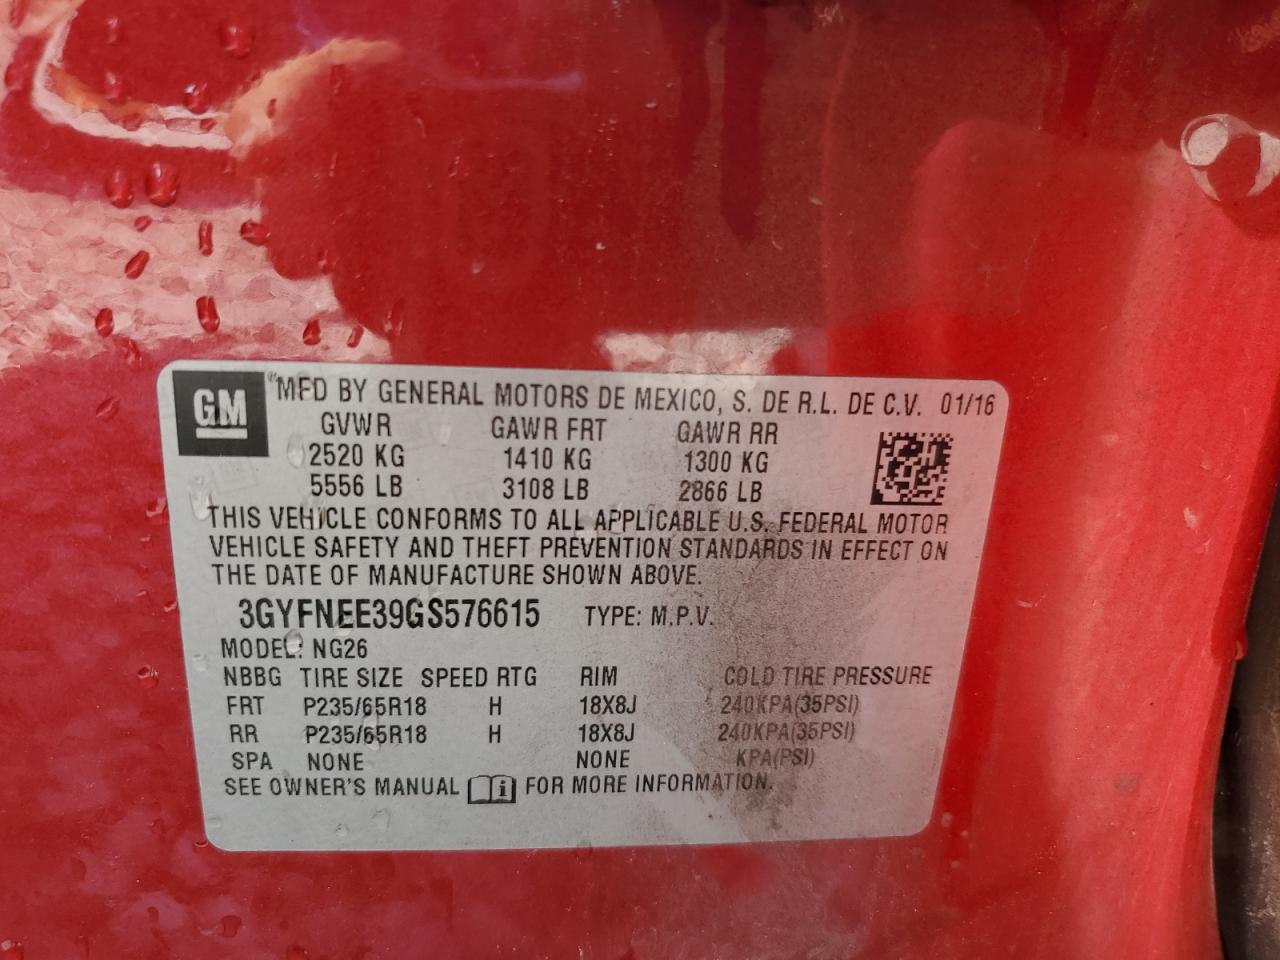 GM
® MFD BY GENERAL MOTORS DE MEXICO, S. DE R.L. DE C.V. 01/16
GVWR GAWR FRT GAWR RR
2520 KG 1410 KG 1300 KG
5556 LB 3108 LB 2866 LB
THIS VEHICLE CONFORMS TO ALL APPLICABLE U.S. FEDERAL MOTOR
VEHICLE SAFETY AND THEFT PREVENTION STANDARDS IN EFFECT ON
THE DATE OF MANUFACTURE SHOWN ABOVE.
3GYFNEE39GS576615 TYPE: M.P.V.
MODEL: NG26
NBBG TIRE SIZE SPEED RTG RIM COLD TIRE PRESSURE
FRT P235/65R18 H 18X8J 240KPA(35PSI)
RR P235/65R18 H 18X8J 240KPA(35PSI)
SPA NONE NONE KPA(PSI)
SEE OWNER'S MANUAL i FOR MORE INFORMATION.